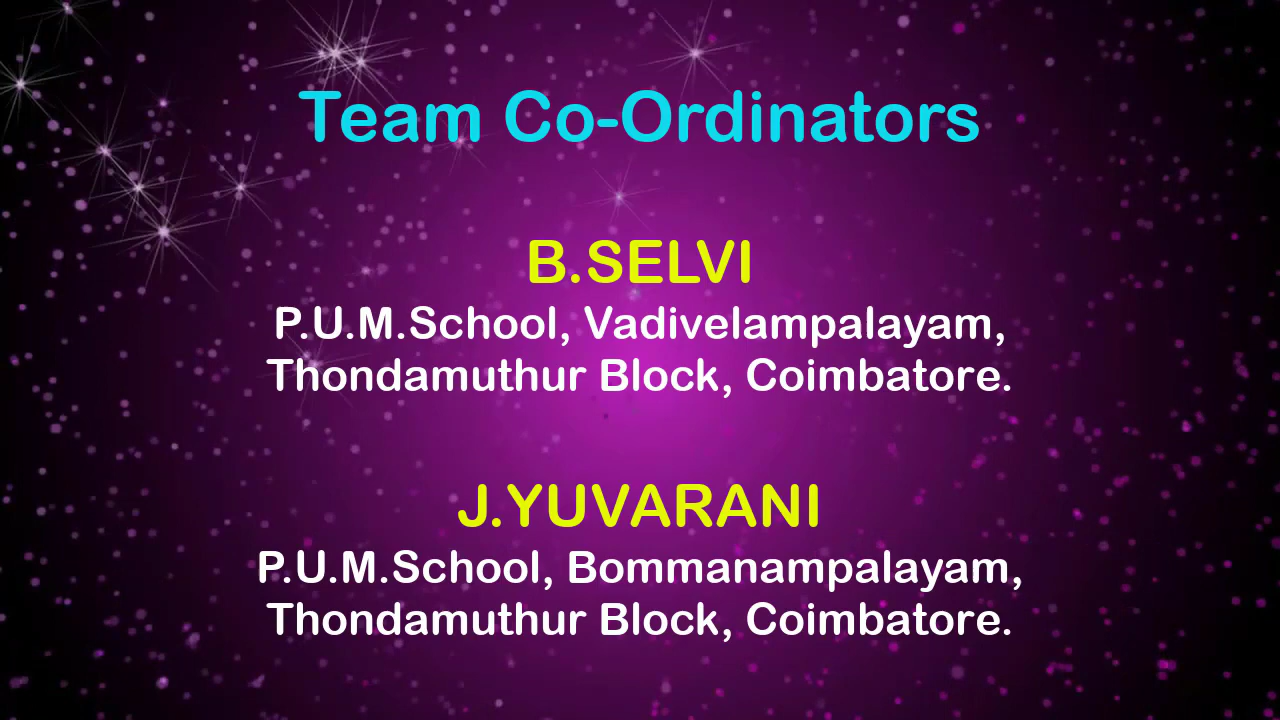 Team Co-Ordinators
B.SELVI
P.U.M.School, Vadivelampalayam,
Thondamuthur Block, Coimbatore.
J.YUVARANI
P.U.M.School, Bommanampalayam,
Thondamuthur Block, Coimbatore.